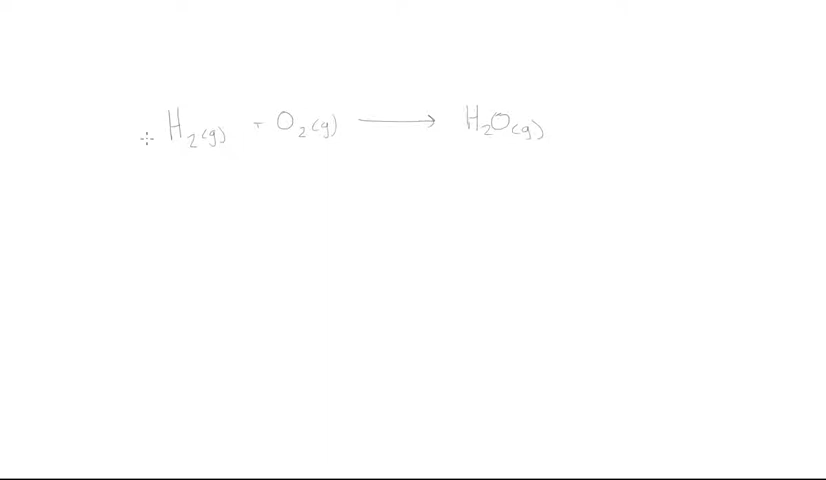 H₂(g) + O₂(g) ⟶ H₂O(g)